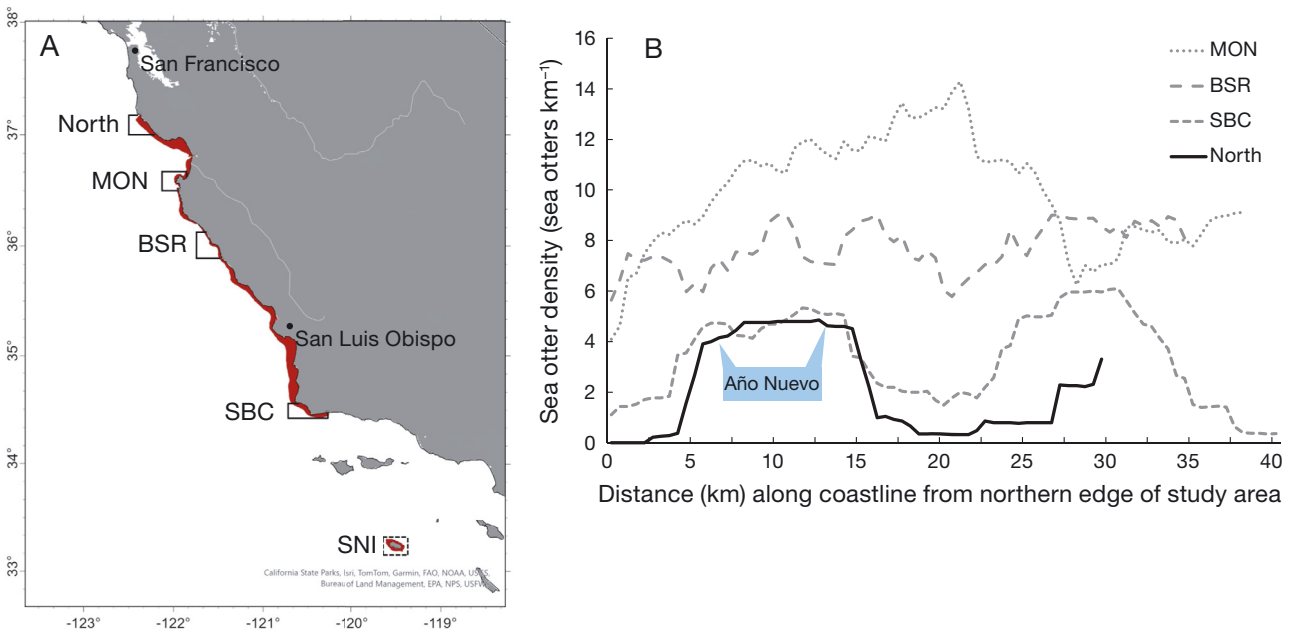 A
38°
37°
36°
35°
34°
33°
San Francisco
North
MON
BSR
San Luis Obispo
SBC
SNI
California State Parks, Esri, TomTom, Garmin, FAO, NOAA, USGS,
Bureau of Land Management, EPA, NPS, USFW
-123°
-122°
-121°
-120°
-119°
B
Sea otter density (sea otters km⁻¹)
16
14
12
10
8
6
4
2
0
MON
BSR
SBC
North
Año Nuevo
0
5
10
15
20
25
30
35
40
Distance (km) along coastline from northern edge of study area